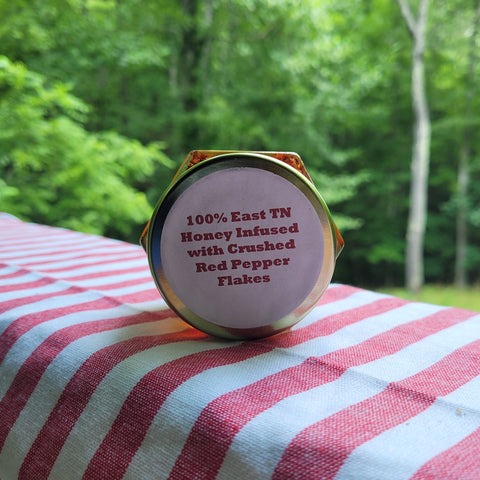 100% East TN
Honey Infused
with Crushed
Red Pepper
Flakes